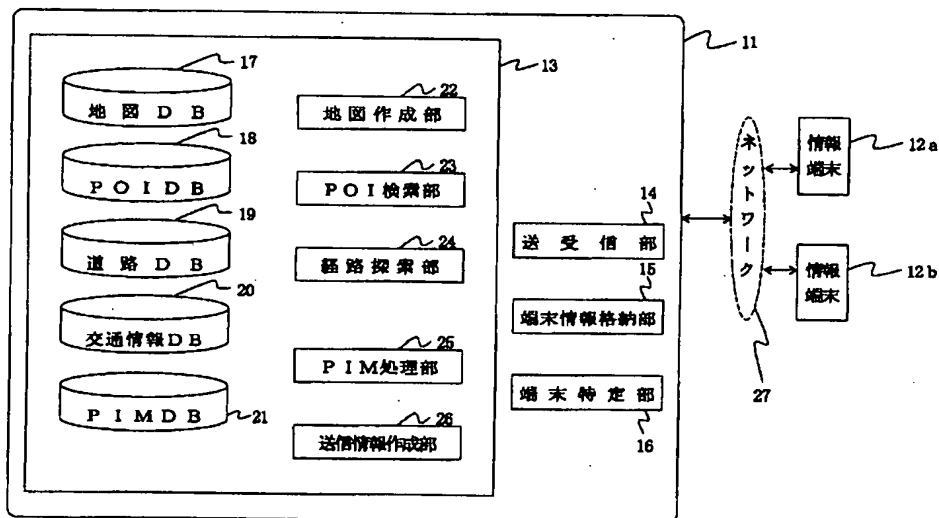 17
地図DB
18
POIDB
19
道路DB
20
交通情報DB
PIMDB
21
22
地図作成部
23
POI検索部
24
経路探索部
25
PIM処理部
26
送信情報作成部
13
14
送受信部
15
端末情報格納部
端末特定部
16
11
ネットワーク
27
情報
端末
12a
情報
端末
12b